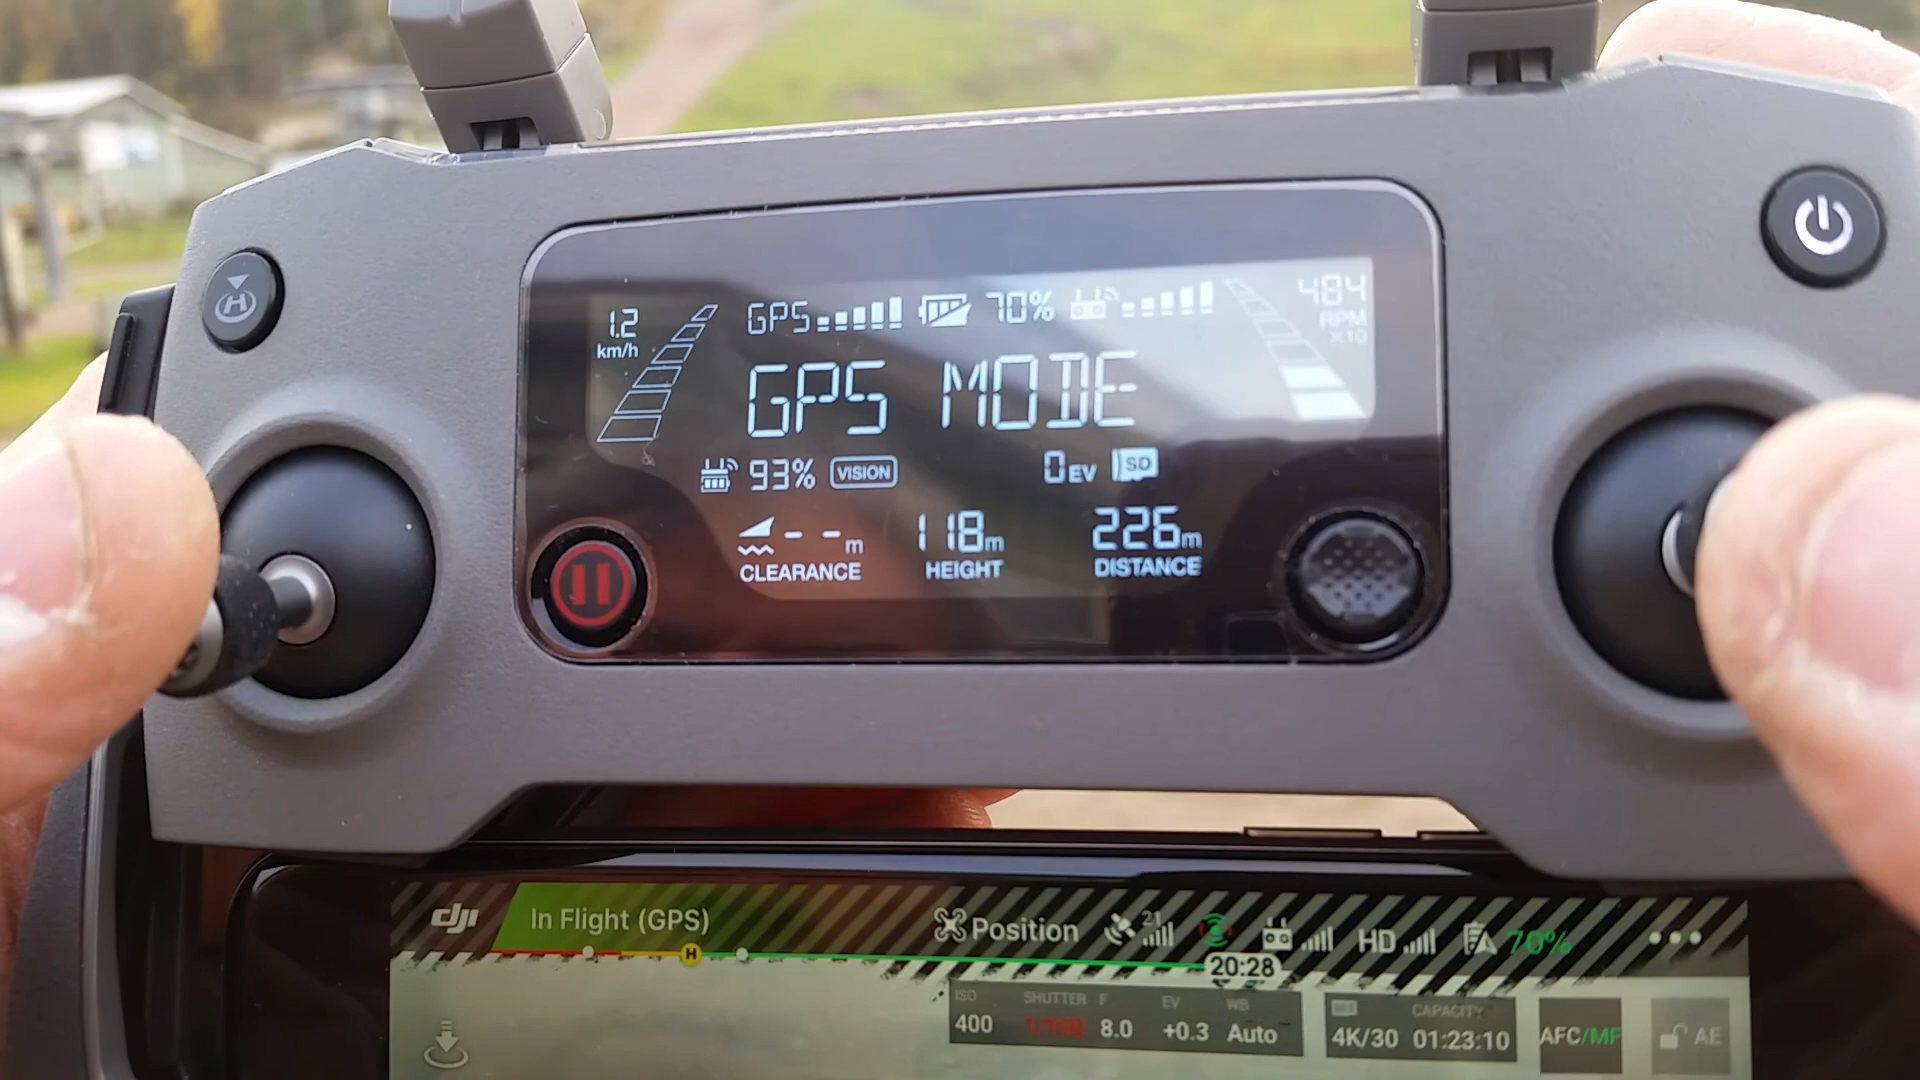 1.2
km/h
GPS 70%
484
RPM
x10
GPS MODE
93% VISION 0EV SD
- - m 118m 226m
CLEARANCE HEIGHT DISTANCE
H
dji In Flight (GPS) Position 21 HD 70%
H
20:28
ISO SHUTTER F EV WB CAPACITY
400 1/100 8.0 +0.3 Auto 4K/30 01:23:10 AFC/MF AE